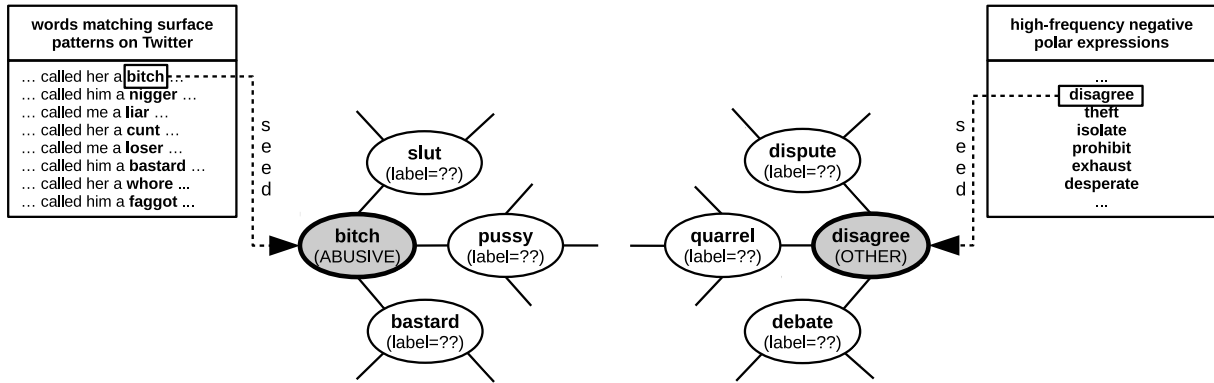 words matching surface
patterns on Twitter
… called her a bitch …
… called him a nigger …
… called me a liar …
… called her a cunt …
… called me a loser …
… called him a bastard …
… called her a whore ...
… called him a faggot ...
seed
slut
(label=??)
bitch
(ABUSIVE)
pussy
(label=??)
bastard
(label=??)
dispute
(label=??)
quarrel
(label=??)
disagree
(OTHER)
debate
(label=??)
seed
high-frequency negative
polar expressions
...
disagree
theft
isolate
prohibit
exhaust
desperate
...